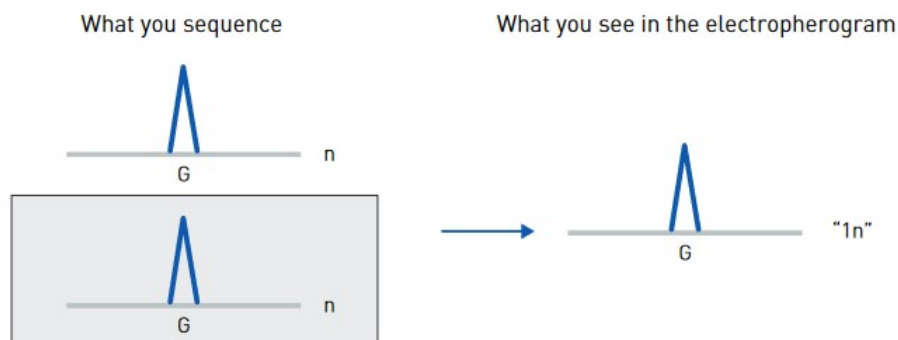 What you sequence
What you see in the electropherogram
n
G
n
G
"1n"
G